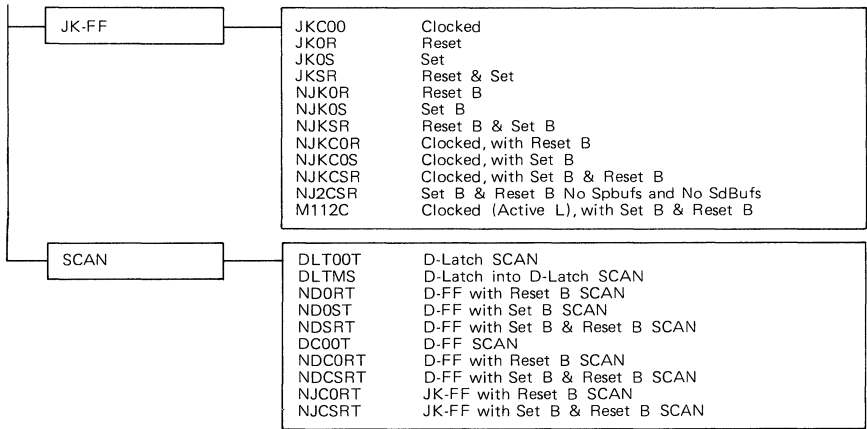 JK-FF
JKC00 Clocked
JK0R Reset
JK0S Set
JKSR Reset & Set
NJK0R Reset B
NJK0S Set B
NJKSR Reset B & Set B
NJKC0R Clocked, with Reset B
NJKC0S Clocked, with Set B
NJKCSR Clocked, with Set B & Reset B
NJ2CSR Set B & Reset B No Spbufs and No SdBufs
M112C Clocked (Active L), with Set B & Reset B
SCAN
DLT00T D-Latch SCAN
DLTMS D-Latch into D-Latch SCAN
ND0RT D-FF with Reset B SCAN
ND0ST D-FF with Set B SCAN
NDSRT D-FF with Set B & Reset B SCAN
DC00T D-FF SCAN
NDC0RT D-FF with Reset B SCAN
NDCSRT D-FF with Set B & Reset B SCAN
NJC0RT JK-FF with Reset B SCAN
NJCSRT JK-FF with Set B & Reset B SCAN